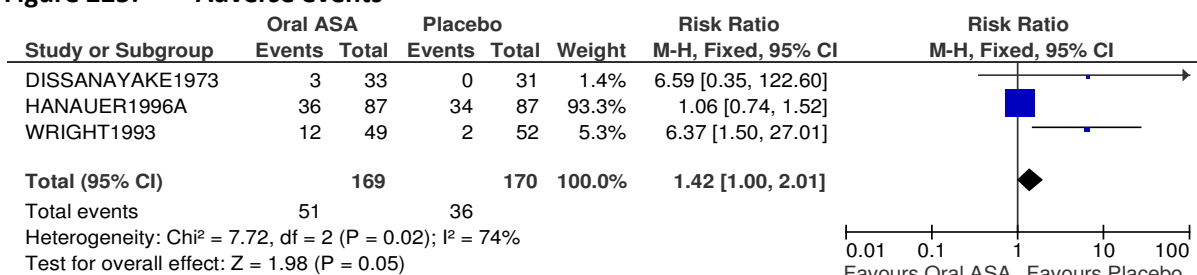 Oral ASA Placebo Risk Ratio Risk Ratio
Study or Subgroup Events Total Events Total Weight M-H, Fixed, 95% CI M-H, Fixed, 95% CI
DISSANAYAKE1973 3 33 0 31 1.4% 6.59 [0.35, 122.60]
HANAUER1996A 36 87 34 87 93.3% 1.06 [0.74, 1.52]
WRIGHT1993 12 49 2 52 5.3% 6.37 [1.50, 27.01]
Total (95% CI) 169 170 100.0% 1.42 [1.00, 2.01]
Total events 51 36
Heterogeneity: Chi² = 7.72, df = 2 (P = 0.02); I² = 74%
Test for overall effect: Z = 1.98 (P = 0.05)
0.01 0.1 1 10 100
Favours Oral ASA Favours Placebo